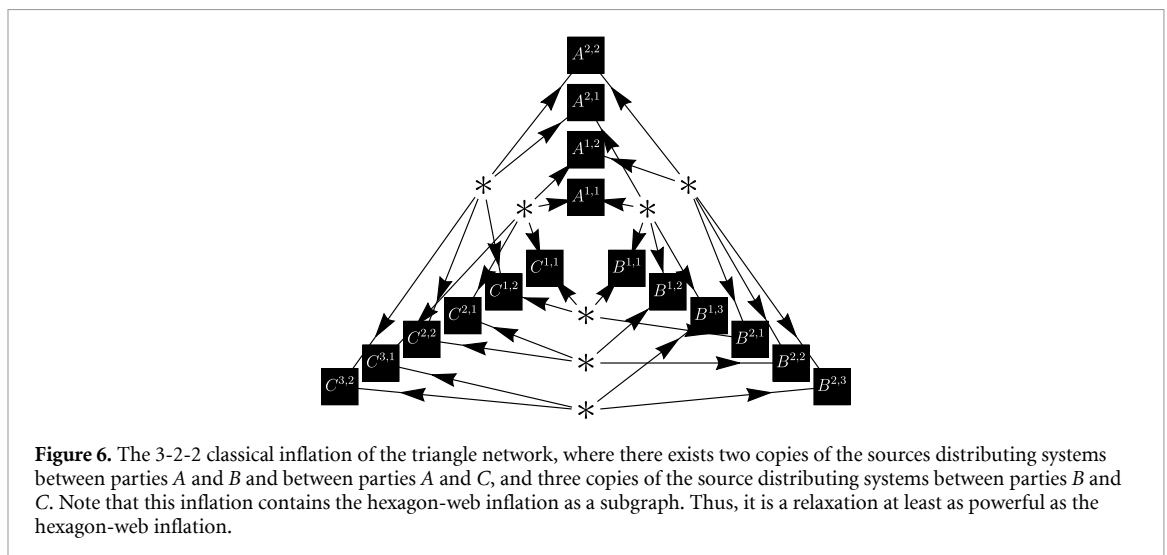 A^{2,2}
A^{2,1}
A^{1,2}
A^{1,1}
C^{1,1} B^{1,1}
C^{1,2} B^{1,2}
C^{2,1} B^{1,3}
C^{2,2} B^{2,1}
C^{3,1} B^{2,2}
C^{3,2} B^{2,3}
Figure 6. The 3-2-2 classical inflation of the triangle network, where there exists two copies of the sources distributing systems
between parties A and B and between parties A and C, and three copies of the source distributing systems between parties B and
C. Note that this inflation contains the hexagon-web inflation as a subgraph. Thus, it is a relaxation at least as powerful as the
hexagon-web inflation.